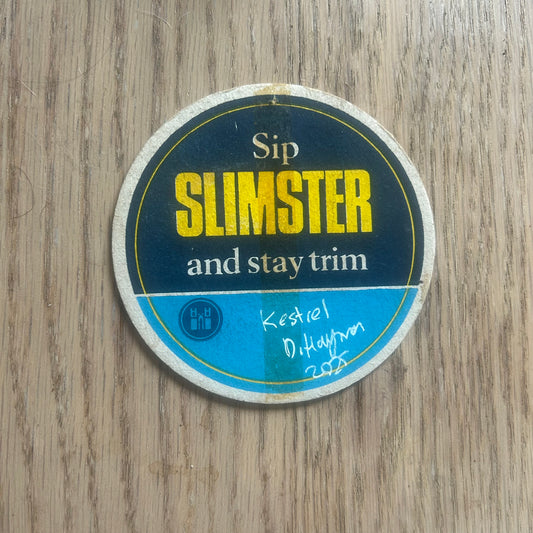 Sip
SLIMSTER
and stay trim
Kestrel